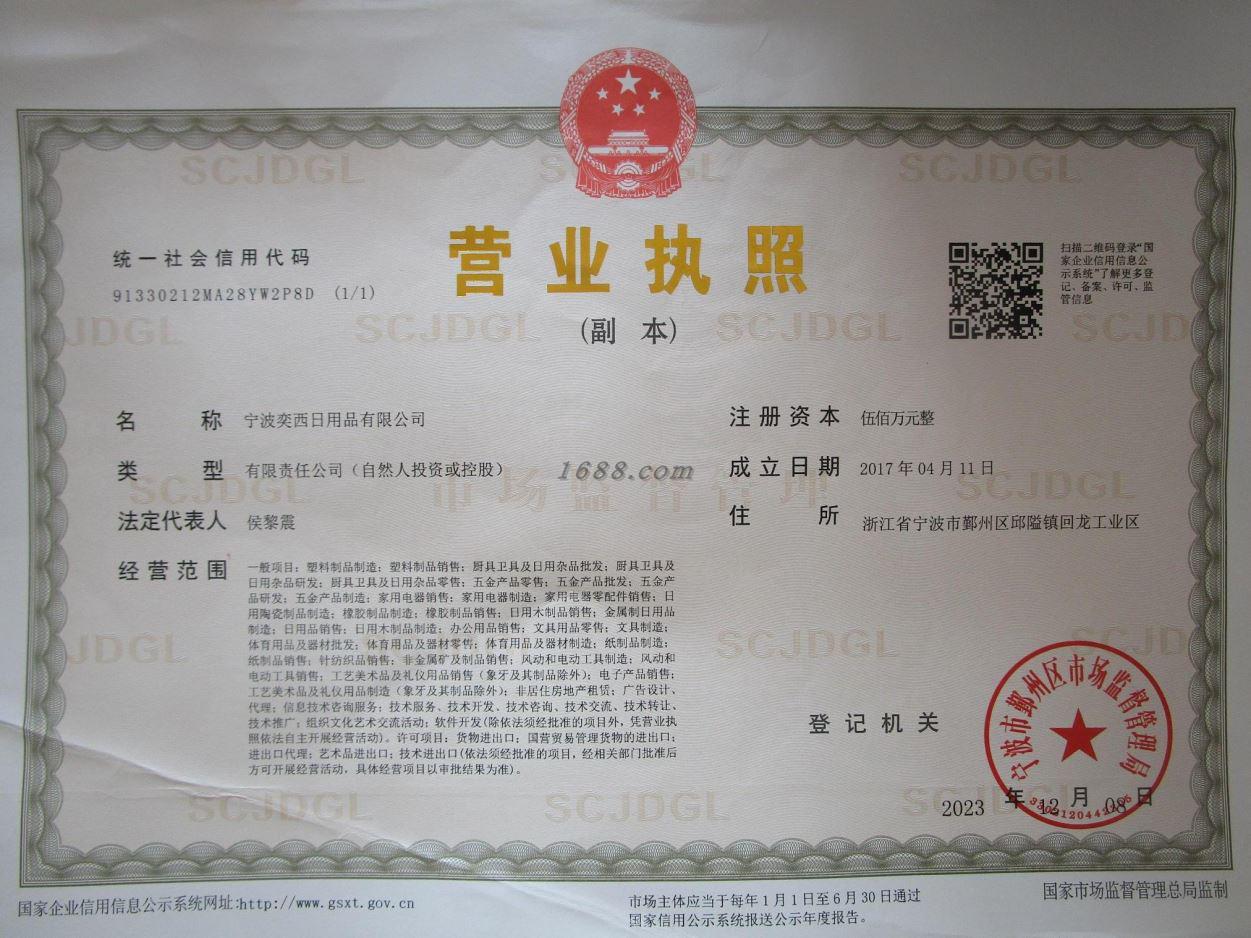 营业执照
(副 本)
统一社会信用代码
91330212MA28YW2P8D (1/1)
扫描二维码登录“国
家企业信用信息公
示系统”了解更多登
记、备案、许可、监
管信息
名 称 宁波奕西日用品有限公司
类 型 有限责任公司（自然人投资或控股）
法定代表人 侯黎震
经营范围 一般项目：塑料制品制造；塑料制品销售；厨具卫具及日用杂品批发；厨具卫具及
日用杂品研发；厨具卫具及日用杂品零售；五金产品零售；五金产品批发；五金产
品研发；五金产品制造；家用电器销售；家用电器制造；家用电器零配件销售；日
用陶瓷制品制造；橡胶制品制造；橡胶制品销售；日用木制品销售；金属制日用品
制造；日用品销售；日用木制品制造；办公用品销售；文具用品零售；文具制造；
体育用品及器材批发；体育用品及器材零售；体育用品及器材制造；纸制品制造；
纸制品销售；针纺织品销售；非金属矿及制品销售；风动和电动工具制造；风动和
电动工具销售；工艺美术品及礼仪用品销售（象牙及其制品除外）；电子产品销售；
工艺美术品及礼仪用品制造（象牙及其制品除外）；非居住房地产租赁；广告设计、
代理；信息技术咨询服务；技术服务、技术开发、技术咨询、技术交流、技术转让、
技术推广；组织文化艺术交流活动；软件开发(除依法须经批准的项目外，凭营业执
照依法自主开展经营活动)。许可项目：货物进出口；国营贸易管理货物的进出口；
进出口代理；艺术品进出口；技术进出口(依法须经批准的项目，经相关部门批准后
方可开展经营活动，具体经营项目以审批结果为准)。
注册资本 伍佰万元整
成立日期 2017年04月11日
住 所 浙江省宁波市鄞州区邱隘镇回龙工业区
1688.com
市场监督管理
SCJDGL
登记机关
宁波市鄞州区市场监督管理局
2023 年 12 月 08 日
国家企业信用信息公示系统网址:http://www.gsxt.gov.cn
市场主体应当于每年1月1日至6月30日通过
国家信用公示系统报送公示年度报告。
国家市场监督管理总局监制